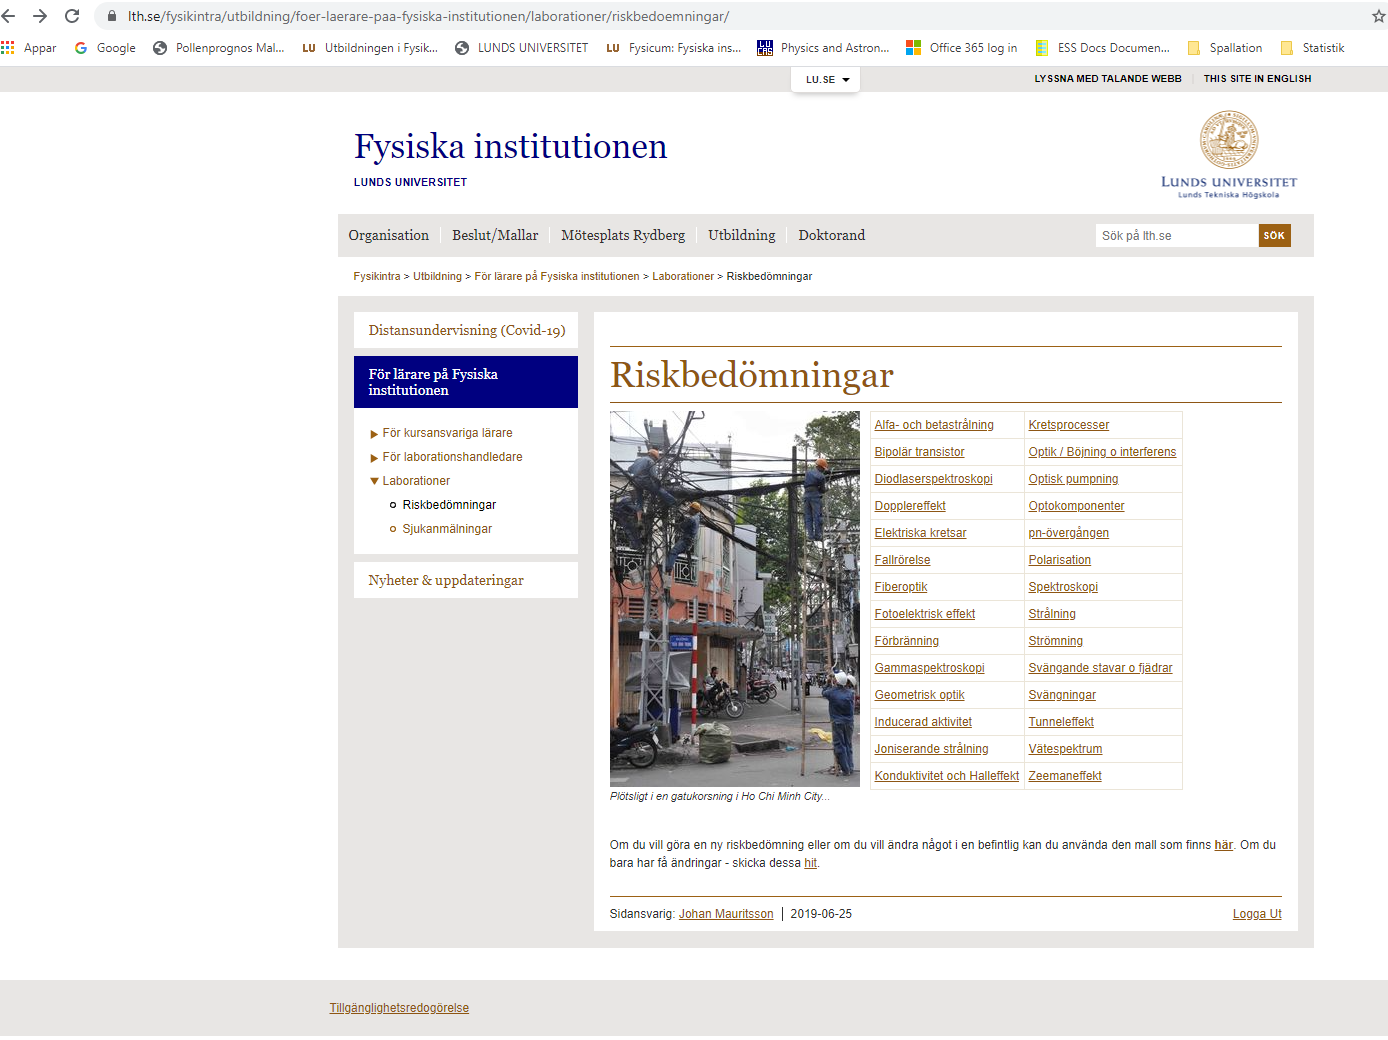 lth.se/fysikintra/utbildning/foer-laerare-paa-fysiska-institutionen/laborationer/riskbedoemningar/
Appar Google Pollenprognos Mal... LU Utbildningen i Fysik... LUNDS UNIVERSITET LU Fysicum: Fysiska ins... LU CAS Physics and Astron... Office 365 log in ESS Docs Documen... Spallation Statistik
LU.SE LYSSNA MED TALANDE WEBB THIS SITE IN ENGLISH
Fysiska institutionen
LUNDS UNIVERSITET
LUNDS UNIVERSITET
Lunds Tekniska Högskola
Organisation Beslut/Mallar Mötesplats Rydberg Utbildning Doktorand Sök på lth.se SÖK
Fysikintra > Utbildning > För lärare på Fysiska institutionen > Laborationer > Riskbedömningar
Distansundervisning (Covid-19)
För lärare på Fysiska
institutionen
För kursansvariga lärare
För laborationshandledare
Laborationer
Riskbedömningar
Sjukanmälningar
Nyheter & uppdateringar
Riskbedömningar
Alfa- och betastrålning Kretsprocesser
Bipolär transistor Optik / Böjning o interferens
Diodlaserspektroskopi Optisk pumpning
Dopplereffekt Optokomponenter
Elektriska kretsar pn-övergången
Fallrörelse Polarisation
Fiberoptik Spektroskopi
Fotoelektrisk effekt Strålning
Förbränning Strömning
Gammaspektroskopi Svängande stavar o fjädrar
Geometrisk optik Svängningar
Inducerad aktivitet Tunneleffekt
Joniserande strålning Vätespektrum
Konduktivitet och Halleffekt Zeemaneffekt
Plötsligt i en gatukorsning i Ho Chi Minh City...
Om du vill göra en ny riskbedömning eller om du vill ändra något i en befintlig kan du använda den mall som finns här. Om du
bara har få ändringar - skicka dessa hit.
Sidansvarig: Johan Mauritsson | 2019-06-25 Logga Ut
Tillgänglighetsredogörelse